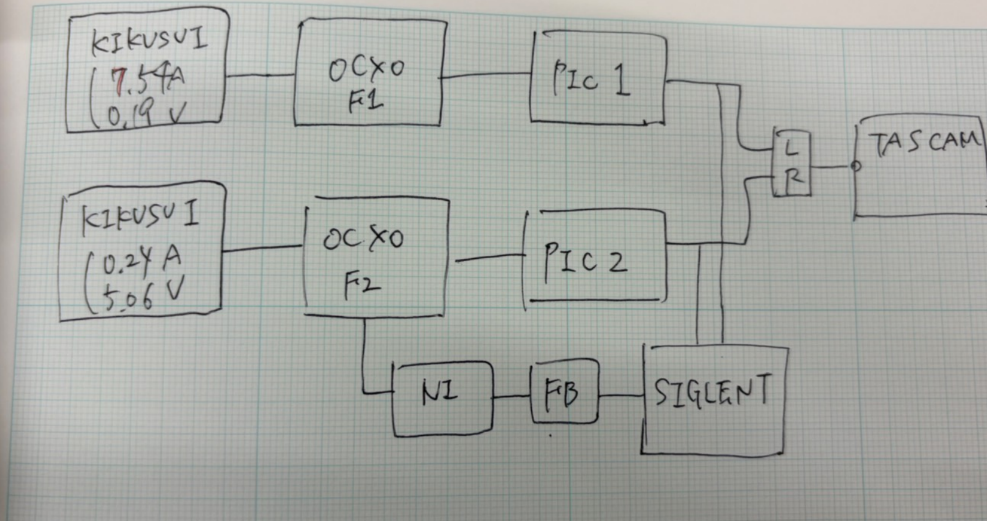 KIKUSUI
7.54A
0.19 V
OCXO
F1
PIC 1
L
R
TASCAM
KIKUSUI
0.24 A
5.06 V
OCXO
F2
PIC 2
NI
FB
SIGLENT